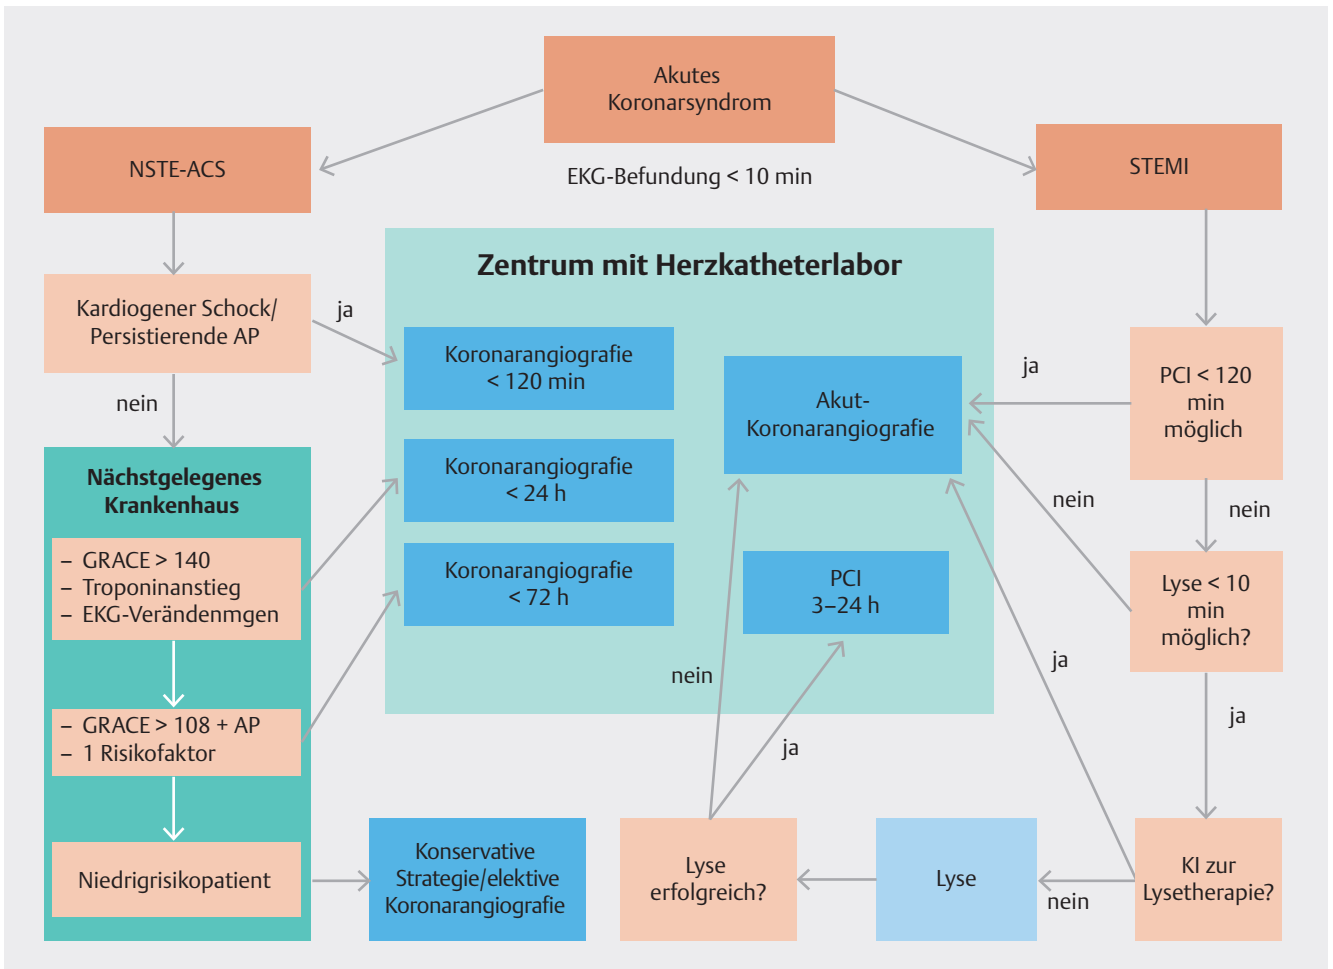 Akutes
Koronarsyndrom
EKG-Befundung < 10 min
NSTE-ACS
STEMI
Kardiogener Schock/
Persistierende AP
ja
nein
Nächstgelegenes
Krankenhaus
– GRACE > 140
– Troponinanstieg
– EKG-Verändenmgen
– GRACE > 108 + AP
– 1 Risikofaktor
Niedrigrisikopatient
Konservative
Strategie/elektive
Koronarangiografie
Zentrum mit Herzkatheterlabor
Koronarangiografie
< 120 min
Koronarangiografie
< 24 h
Koronarangiografie
< 72 h
Akut-
Koronarangiografie
PCI
3–24 h
PCI < 120
min
möglich
ja
nein
Lyse < 10
min
möglich?
nein
ja
KI zur
Lysetherapie?
ja
nein
Lyse
Lyse
erfolgreich?
nein
ja